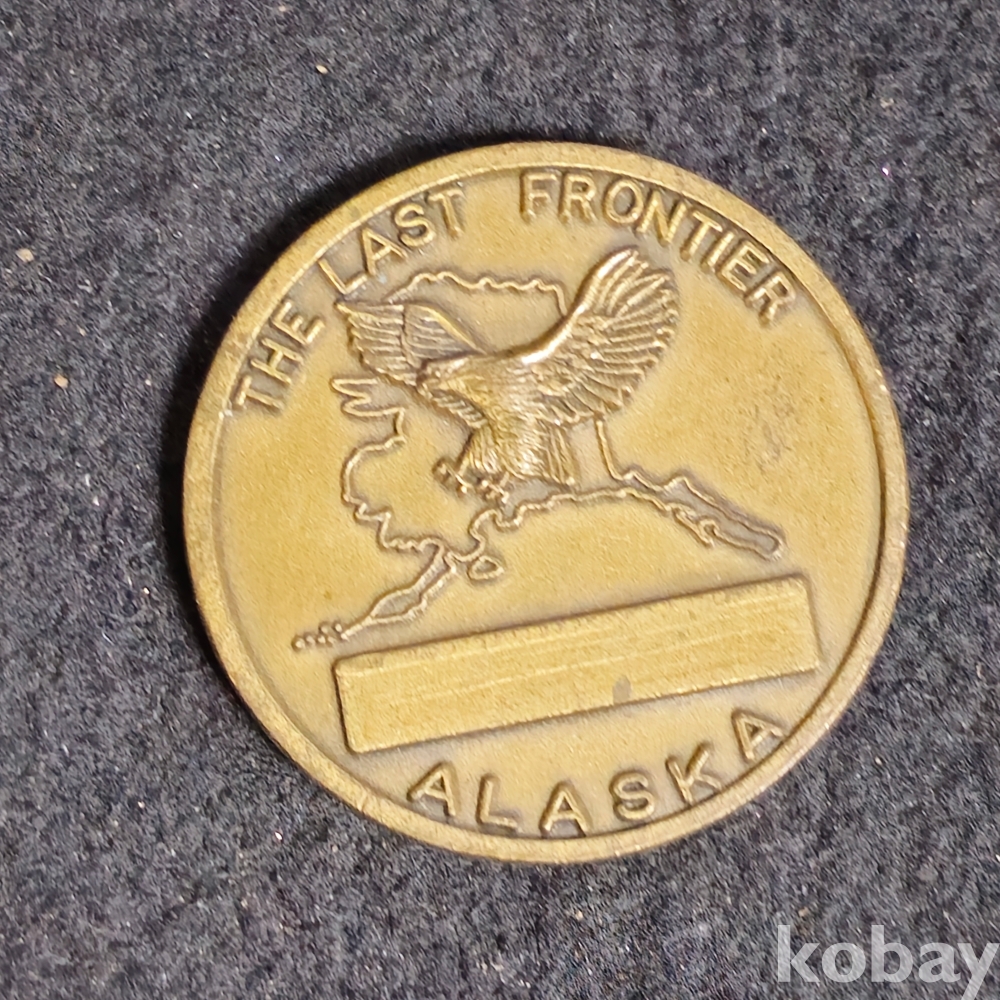 THE LAST FRONTIER
ALASKA
kobay